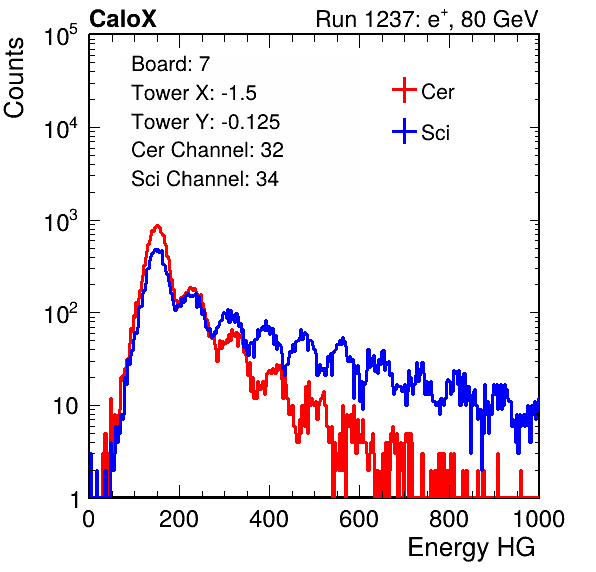 CaloX Run 1237: e⁺, 80 GeV
Counts
Board: 7
Tower X: -1.5
Tower Y: -0.125
Cer Channel: 32
Sci Channel: 34
Cer
Sci
10⁵
10⁴
10³
10²
10
1
0 200 400 600 800 1000
Energy HG